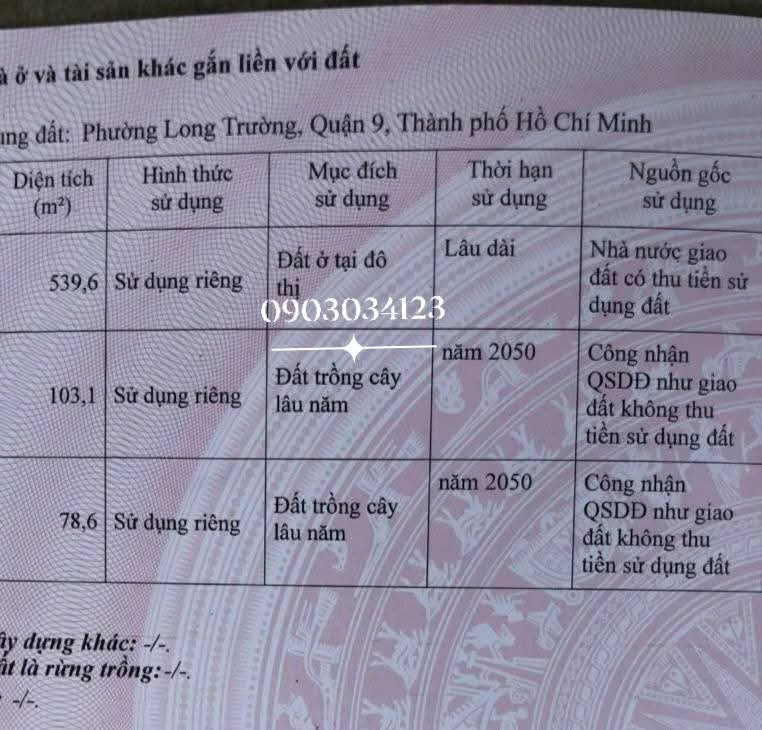 à ở và tài sản khác gắn liền với đất
ung đất: Phường Long Trường, Quận 9, Thành phố Hồ Chí Minh
Diện tích (m²) Hình thức sử dụng Mục đích sử dụng Thời hạn sử dụng Nguồn gốc sử dụng
539,6 Sử dụng riêng Đất ở tại đô thị Lâu dài Nhà nước giao đất có thu tiền sử dụng đất
0903034123
103,1 Sử dụng riêng Đất trồng cây lâu năm năm 2050 Công nhận QSDĐ như giao đất không thu tiền sử dụng đất
78,6 Sử dụng riêng Đất trồng cây lâu năm năm 2050 Công nhận QSDĐ như giao đất không thu tiền sử dụng đất
ây dựng khác: -/-.
ất là rừng trồng: -/-.
-/-.